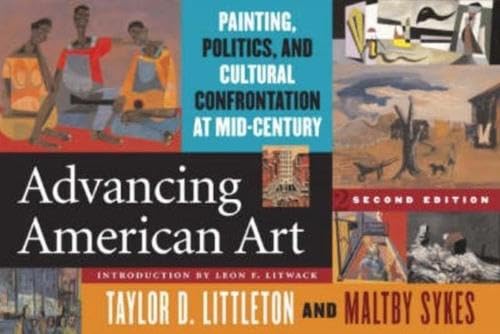 PAINTING,
POLITICS, AND
CULTURAL
CONFRONTATION
AT MID-CENTURY
Advancing
American Art
2 SECOND EDITION
INTRODUCTION BY LEON F. LITWACK
TAYLOR D. LITTLETON AND MALTBY SYKES